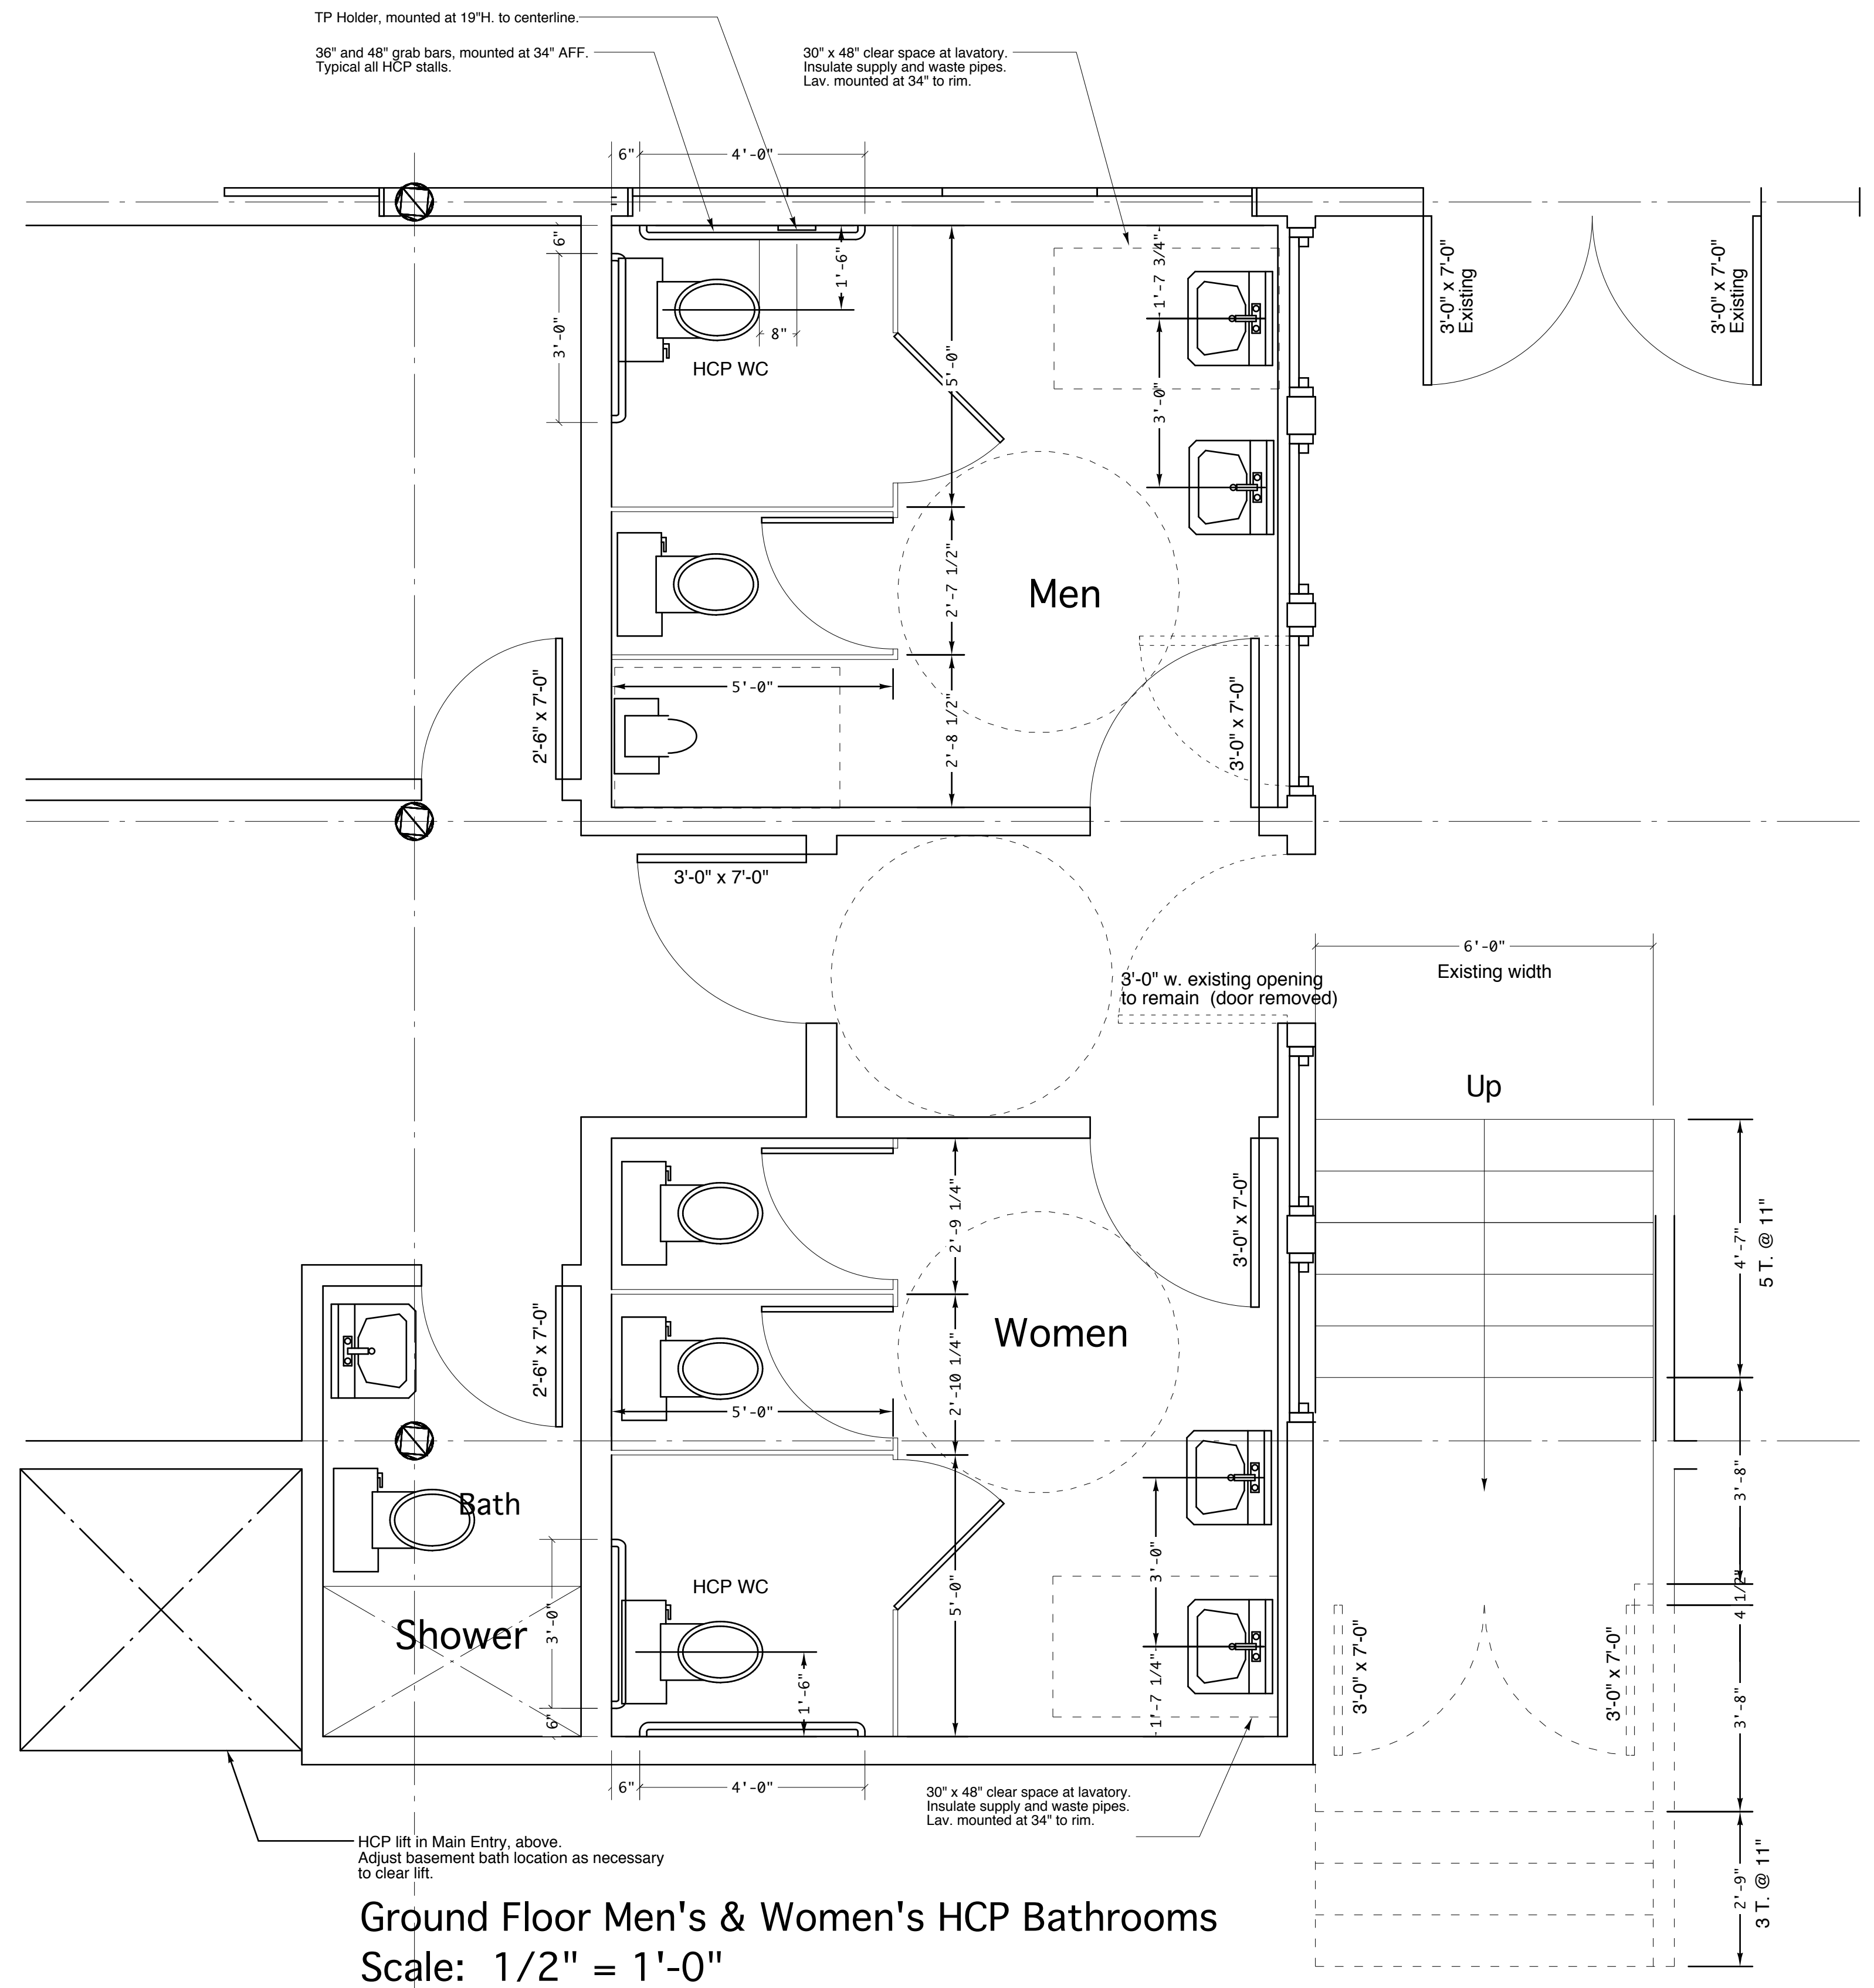 TP Holder, mounted at 19"H. to centerline.
36" and 48" grab bars, mounted at 34" AFF.
Typical all HCP stalls.
30" x 48" clear space at lavatory.
Insulate supply and waste pipes.
Lav. mounted at 34" to rim.
6"
4'-0"
6"
3'-0"
1'-6"
8"
HCP WC
5'-0"
1'-7 3/4"
3'-0"
3'-0" x 7'-0"
Existing
3'-0" x 7'-0"
Existing
2'-7 1/2"
Men
2'-6" x 7'-0"
5'-0"
2'-8 1/2"
3'-0" x 7'-0"
3'-0" x 7'-0"
3'-0" w. existing opening
to remain (door removed)
6'-0"
Existing width
Up
2'-9 1/4"
3'-0" x 7'-0"
4'-7"
5 T. @ 11"
2'-6" x 7'-0"
Women
2'-10 1/4"
5'-0"
3'-8"
Bath
HCP WC
3'-0"
5'-0"
3'-0"
4 1/2"
Shower
3'-0" x 7'-0"
3'-0" x 7'-0"
1'-6"
1'-7 1/4"
3'-8"
6"
6"
4'-0"
30" x 48" clear space at lavatory.
Insulate supply and waste pipes.
Lav. mounted at 34" to rim.
HCP lift in Main Entry, above.
Adjust basement bath location as necessary
to clear lift.
2'-9"
3 T. @ 11"
Ground Floor Men's & Women's HCP Bathrooms
Scale: 1/2" = 1'-0"